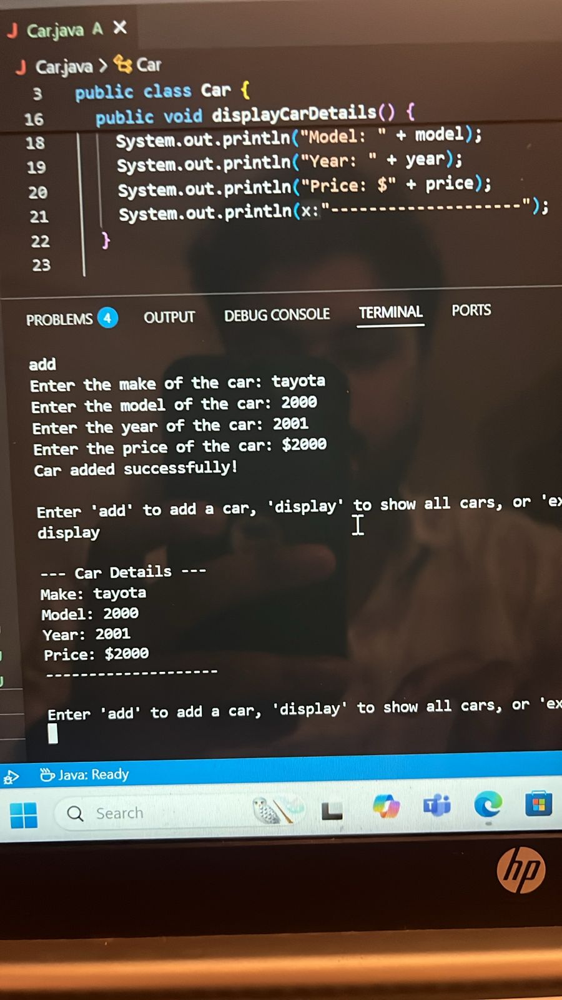 Car.java A
Car.java > Car
3 public class Car {
16 public void displayCarDetails() {
18 System.out.println("Model: " + model);
19 System.out.println("Year: " + year);
20 System.out.println("Price: $" + price);
21 System.out.println(x:"--------------------");
22 }
23
PROBLEMS 4 OUTPUT DEBUG CONSOLE TERMINAL PORTS
add
Enter the make of the car: tayota
Enter the model of the car: 2000
Enter the year of the car: 2001
Enter the price of the car: $2000
Car added successfully!
Enter 'add' to add a car, 'display' to show all cars, or 'ex
display
--- Car Details ---
Make: tayota
Model: 2000
Year: 2001
Price: $2000
--------------------
Enter 'add' to add a car, 'display' to show all cars, or 'ex
Java: Ready
Search
hp